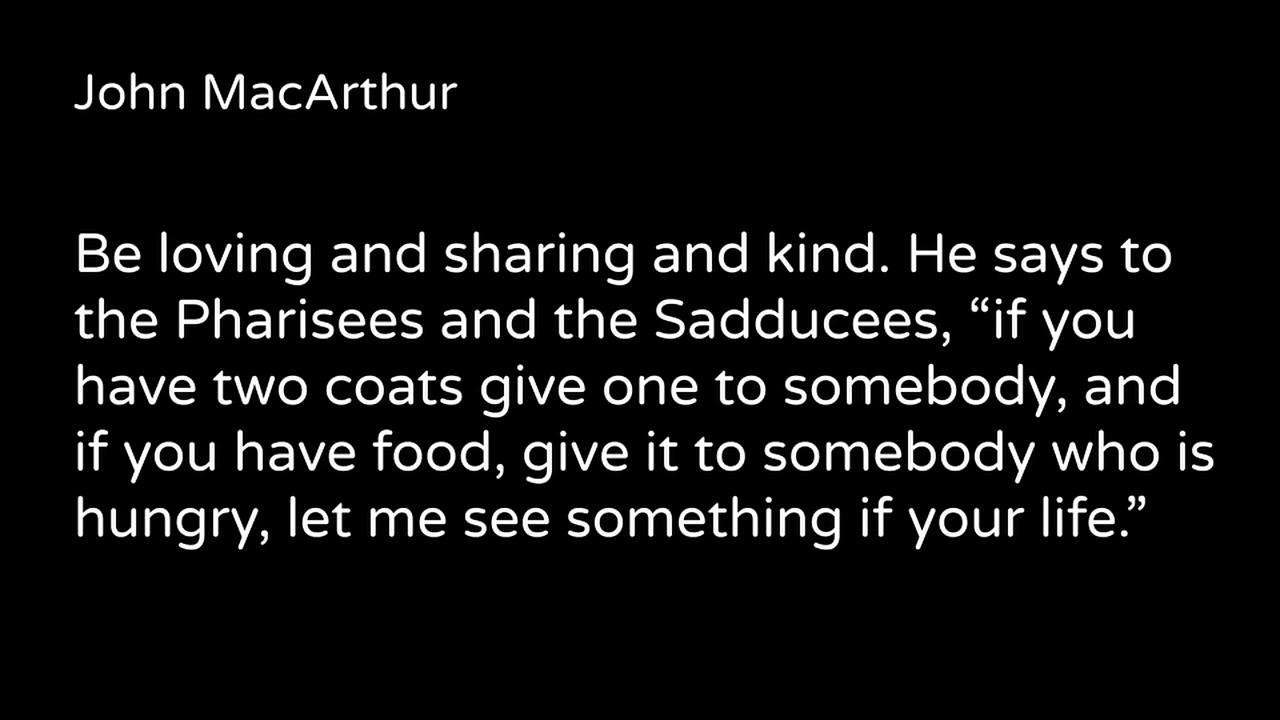 John MacArthur
Be loving and sharing and kind. He says to
the Pharisees and the Sadducees, “if you
have two coats give one to somebody, and
if you have food, give it to somebody who is
hungry, let me see something if your life.”